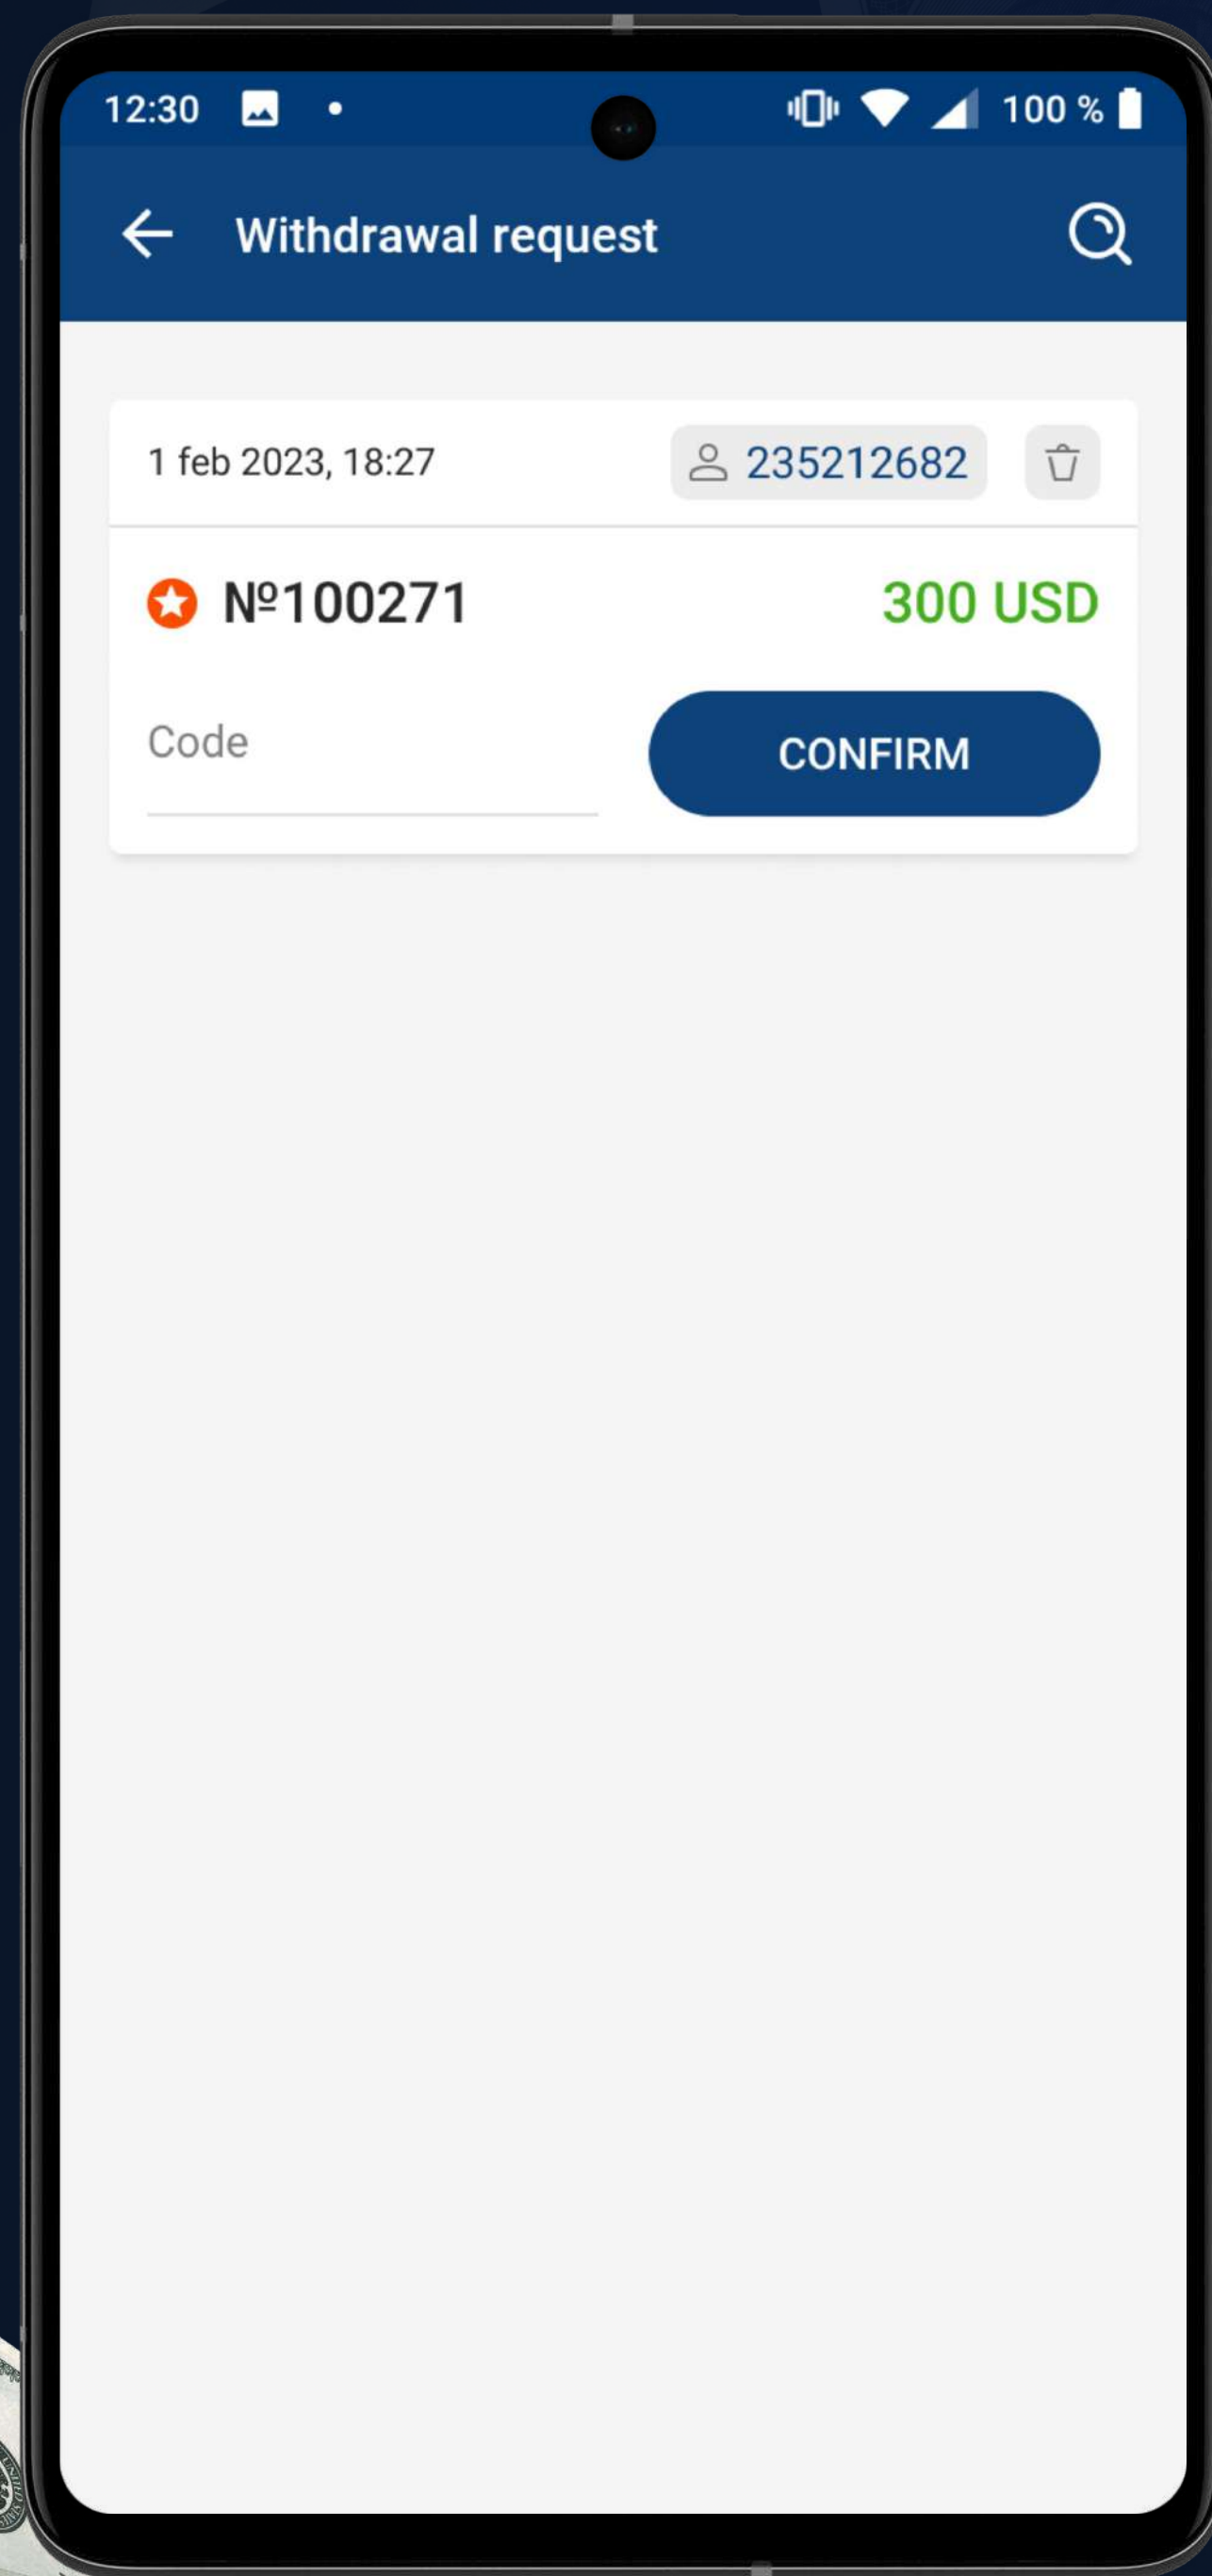 12:30 100 %
Withdrawal request
1 feb 2023, 18:27 235212682
№100271 300 USD
Code CONFIRM